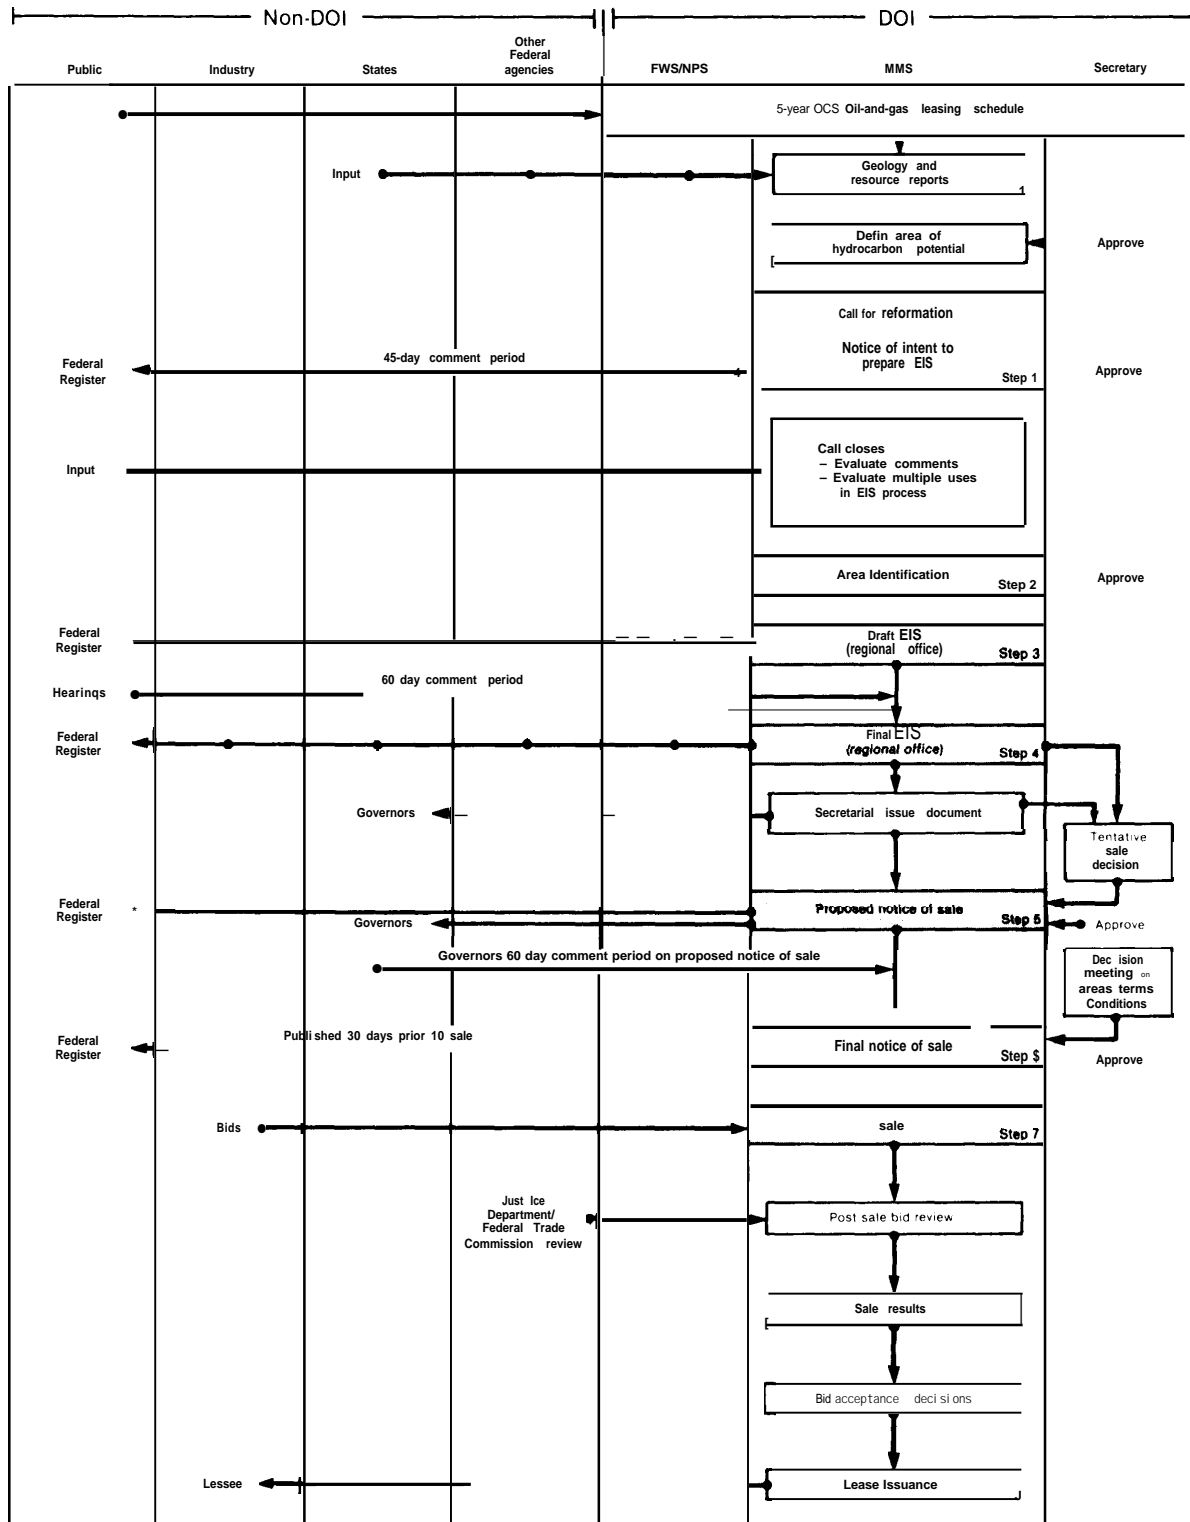 Non-DOI
DOI
Public
Industry
States
Other
Federal
agencies
FWS/NPS
MMS
Secretary
5-year OCS Oil-and-gas leasing schedule
Input
Geology and
resource reports
1
Defin area of
hydrocarbon potential
Approve
Call for reformation
Notice of intent to
prepare EIS
Step 1
Federal
Register
45-day comment period
Approve
Input
Call closes
– Evaluate comments
– Evaluate multiple uses
in EIS process
Area Identification
Step 2
Approve
Federal
Register
Draft EIS
(regional office)
Step 3
Hearinqs
60 day comment period
Federal
Register
Final EIS
(regional office)
Step 4
Governors
Secretarial issue document
Tentative
sale
decision
Federal
Register
*
Proposed notice of sale
Step 5
Governors
Approve
Governors 60 day comment period on proposed notice of sale
Dec ision
meeting on
areas terms
Conditions
Federal
Register
Publi shed 30 days prior 10 sale
Final notice of sale
Step $
Approve
Bids
sale
Step 7
Just Ice
Department/
Federal Trade
Commission review
Post sale bid review
Sale results
Bid acceptance deci si ons
Lessee
Lease Issuance